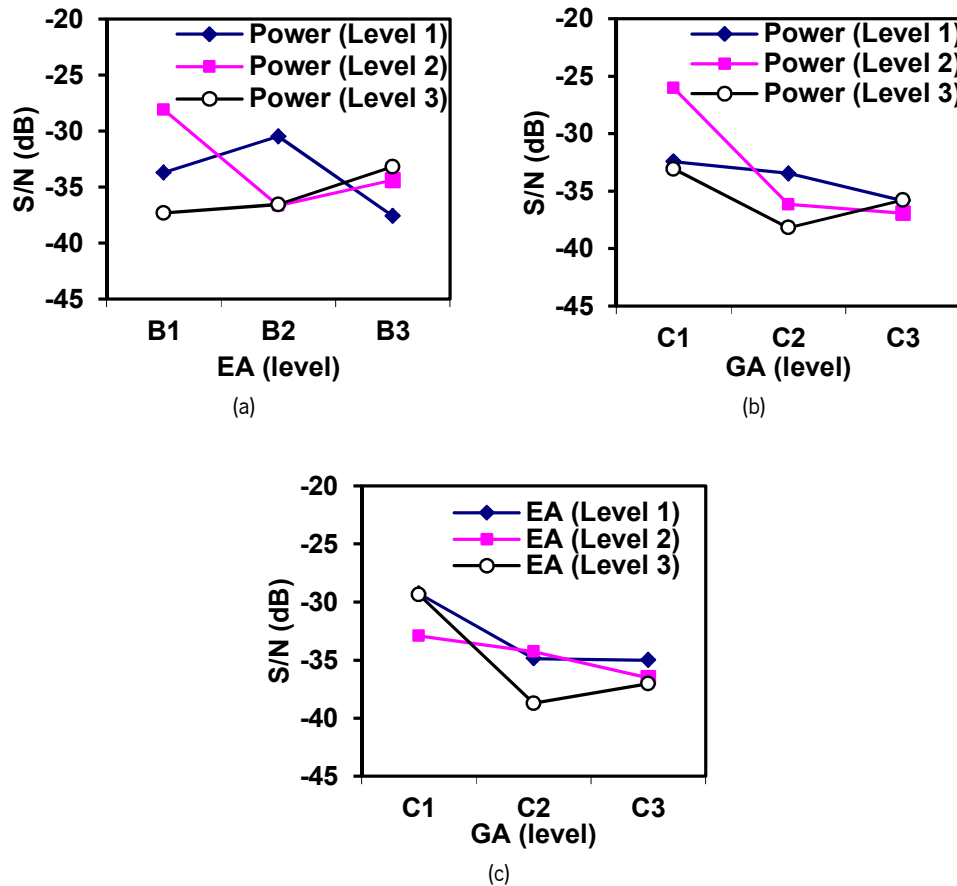 -20
-25
-30
-35
-40
-45
S/N (dB)
Power (Level 1)
Power (Level 2)
Power (Level 3)
B1 B2 B3
EA (level)
(a)
-20
-25
-30
-35
-40
-45
S/N (dB)
Power (Level 1)
Power (Level 2)
Power (Level 3)
C1 C2 C3
GA (level)
(b)
-20
-25
-30
-35
-40
-45
S/N (dB)
EA (Level 1)
EA (Level 2)
EA (Level 3)
C1 C2 C3
GA (level)
(c)